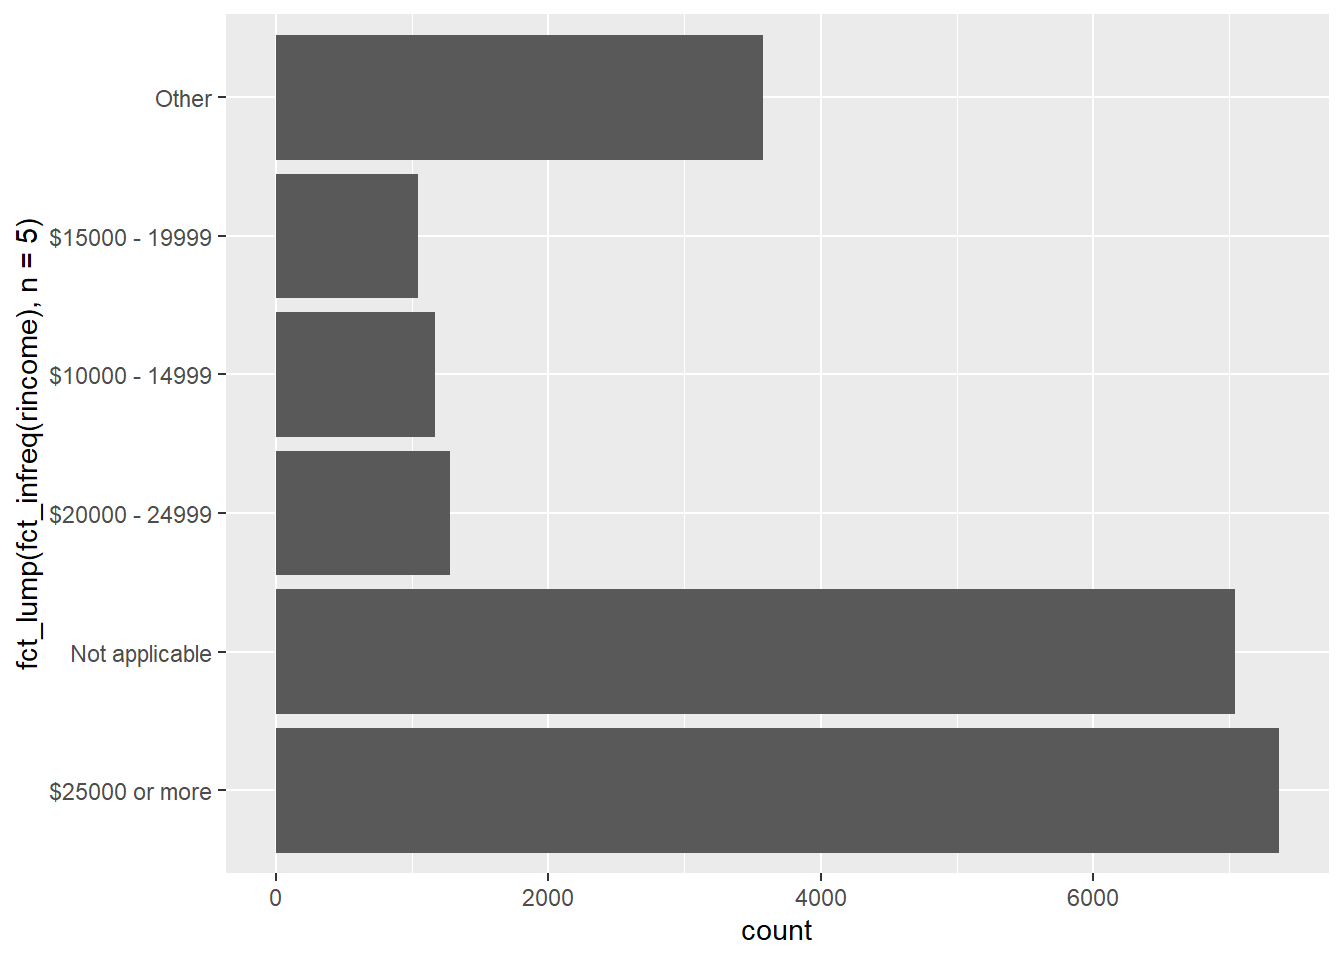 fct_lump(fct_infreq(rincome), n = 5)
Other
$15000 - 19999
$10000 - 14999
$20000 - 24999
Not applicable
$25000 or more
0 2000 4000 6000
count